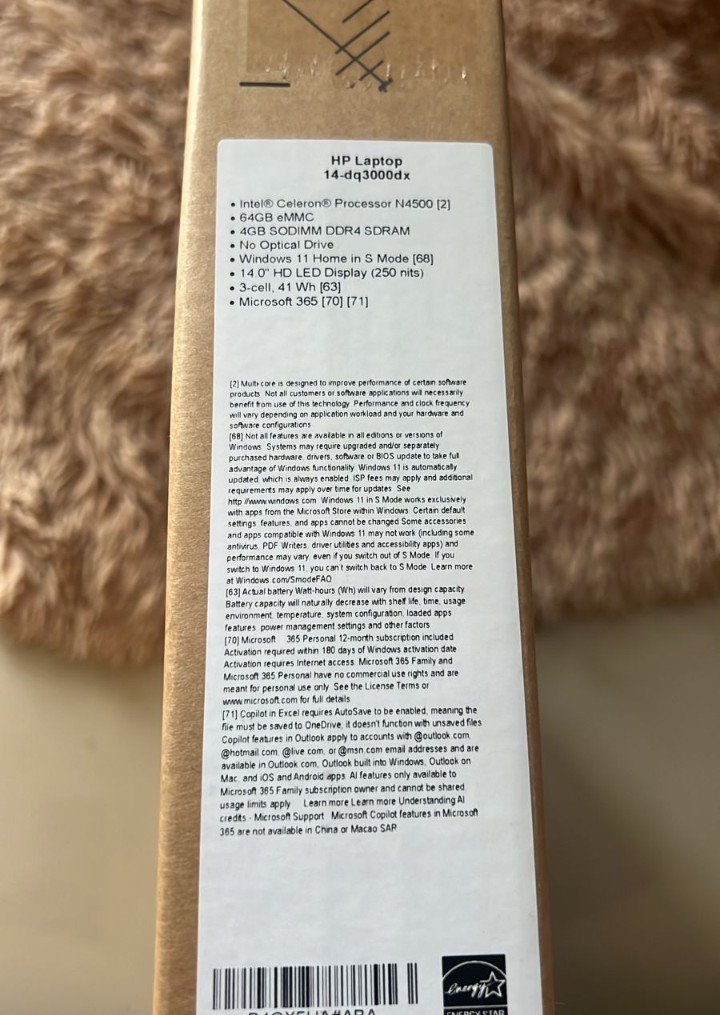 HP Laptop
14-dq3000dx
• Intel® Celeron® Processor N4500 [2]
• 64GB eMMC
• 4GB SODIMM DDR4 SDRAM
• No Optical Drive
• Windows 11 Home in S Mode [68]
• 14.0" HD LED Display (250 nits)
• 3-cell, 41 Wh [63]
• Microsoft 365 [70] [71]
[2] Multi core is designed to improve performance of certain software
products. Not all customers or software applications will necessarily
benefit from use of this technology. Performance and clock frequency
will vary depending on application workload and your hardware and
software configurations
[68] Not all features are available in all editions or versions of
Windows. Systems may require upgraded and/or separately
purchased hardware, drivers, software or BIOS update to take full
advantage of Windows functionality. Windows 11 is automatically
updated, which is always enabled. ISP fees may apply and additional
requirements may apply over time for updates. See
http://www.windows.com. Windows 11 in S Mode works exclusively
with apps from the Microsoft Store within Windows. Certain default
settings, features, and apps cannot be changed Some accessories
and apps compatible with Windows 11 may not work (including some
antivirus, PDF Writers, driver utilities and accessibility apps) and
performance may vary, even if you switch out of S Mode. If you
switch to Windows 11, you can't switch back to S Mode. Learn more
at Windows.com/SmodeFAQ
[63] Actual battery Watt-hours (Wh) will vary from design capacity.
Battery capacity will naturally decrease with shelf life, time, usage,
environment, temperature, system configuration, loaded apps,
features, power management settings and other factors
[70] Microsoft 365 Personal 12-month subscription included
Activation required within 180 days of Windows activation date
Activation requires Internet access. Microsoft 365 Family and
Microsoft 365 Personal have no commercial use rights and are
meant for personal use only. See the License Terms or
www.microsoft.com for full details
[71] Copilot in Excel requires AutoSave to be enabled, meaning the
file must be saved to OneDrive, it doesn't function with unsaved files
Copilot features in Outlook apply to accounts with @outlook.com,
@hotmail.com, @live.com, or @msn.com email addresses and are
available in Outlook.com, Outlook built into Windows, Outlook on
Mac, and iOS and Android apps. AI features only available to
Microsoft 365 Family subscription owner and cannot be shared,
usage limits apply Learn more Learn more Understanding AI
credits - Microsoft Support Microsoft Copilot features in Microsoft
365 are not available in China or Macao SAR
energy
ENERGY STAR